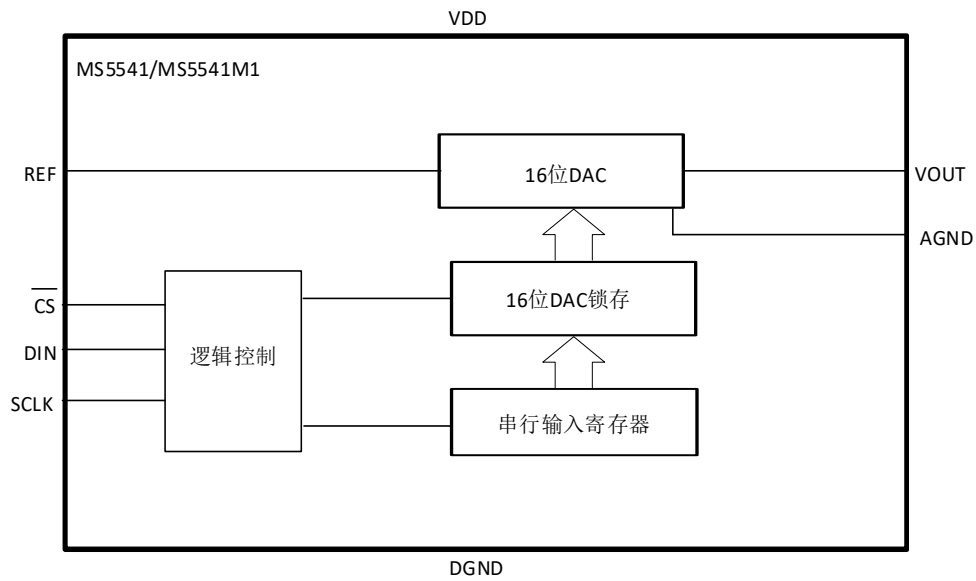 VDD
MS5541/MS5541M1
REF
16位DAC
VOUT
AGND
CS
16位DAC锁存
DIN
逻辑控制
SCLK
串行输入寄存器
DGND